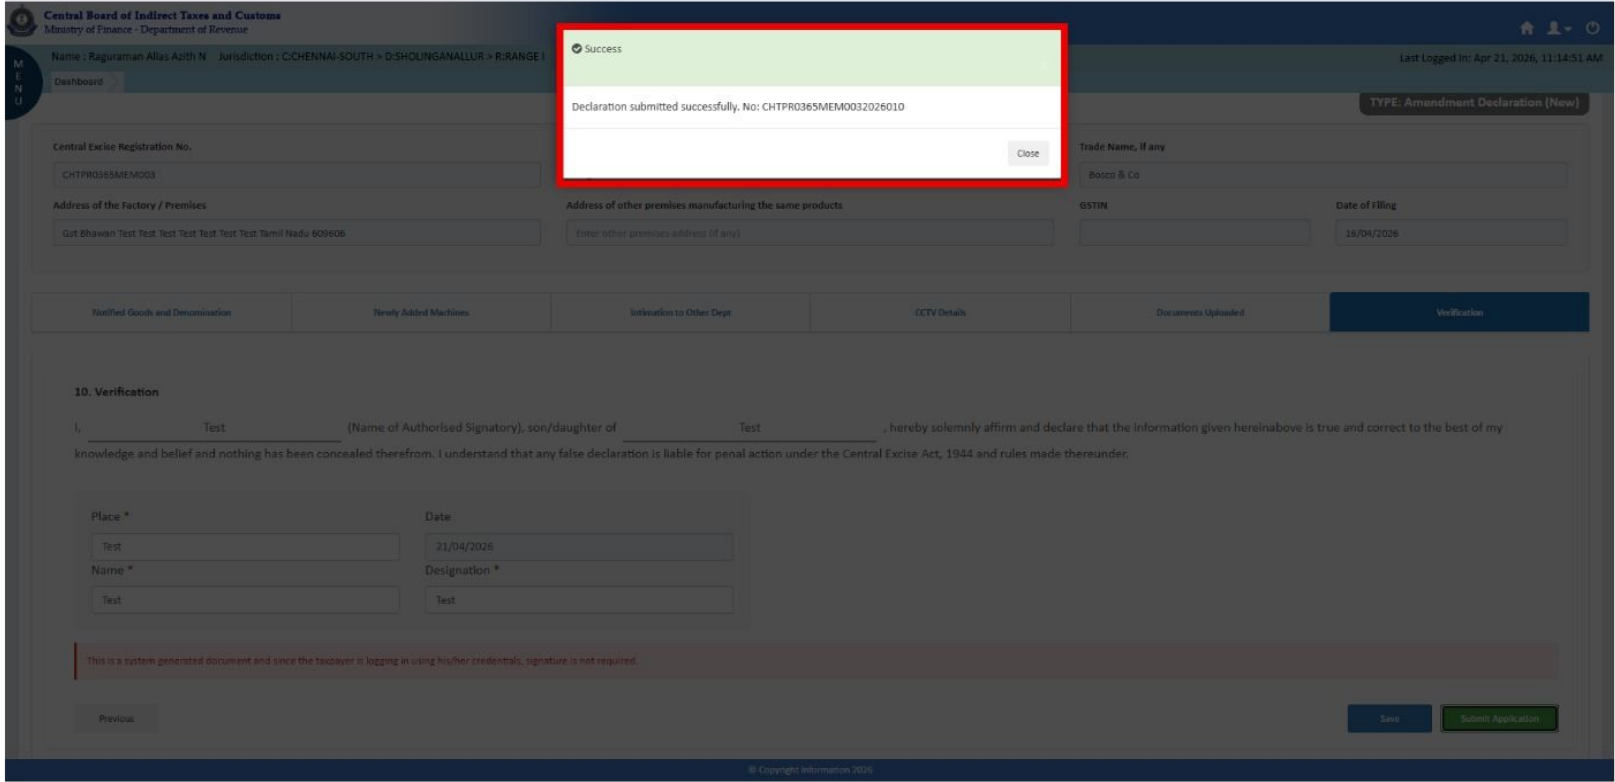 Central Board of Indirect Taxes and Customs
Ministry of Finance - Department of Revenue
MENU
Name : Raguraman Alias Azith N Jurisdiction : C:CHENNAI-SOUTH > D:SHOLINGANALLUR > R:RANGE I
Last Logged In: Apr 21, 2026, 11:14:51 AM
Dashboard
Success
Declaration submitted successfully. No: CHTPR0365MEM0032026010
Close
TYPE: Amendment Declaration (New)
Central Excise Registration No.
Trade Name, if any
CHTPR0365MEM003
Bosco & Co
Address of the Factory / Premises
Address of other premises manufacturing the same products
GSTIN
Date of Filing
Gst Bhawan Test Test Test Test Test Test Test Test Tamil Nadu 609606
Enter other premises address (if any)
16/04/2026
Notified Goods and Denomination
Newly Added Machines
Intimation to Other Dept
CCTV Details
Documents Uploaded
Verification
10. Verification
I, Test (Name of Authorised Signatory), son/daughter of Test , hereby solemnly affirm and declare that the information given hereinabove is true and correct to the best of my
knowledge and belief and nothing has been concealed therefrom. I understand that any false declaration is liable for penal action under the Central Excise Act, 1944 and rules made thereunder.
Place *
Date
Test
21/04/2026
Name *
Designation *
Test
Test
This is a system generated document and since the taxpayer is logging in using his/her credentials, signature is not required.
Previous
Save
Submit Application
© Copyright Information 2026